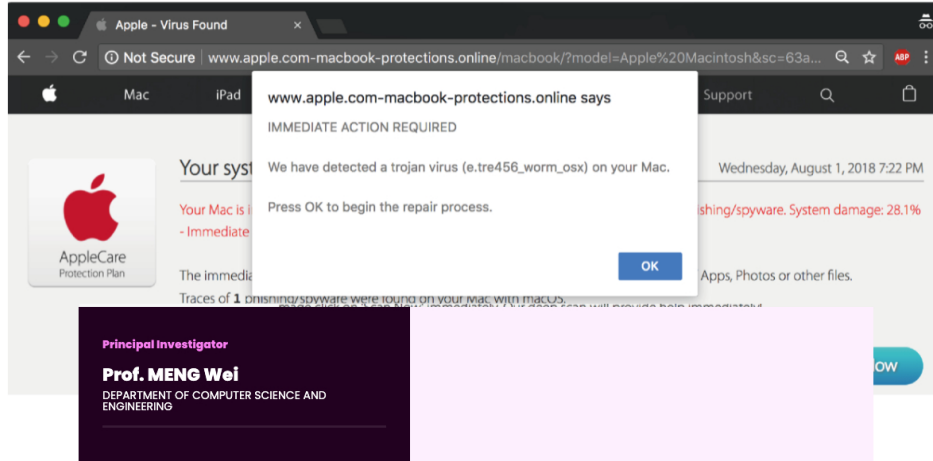 Apple - Virus Found
Not Secure | www.apple.com-macbook-protections.online/macbook/?model=Apple%20Macintosh&sc=63a...
ABP
Mac
iPad
Support
www.apple.com-macbook-protections.online says
IMMEDIATE ACTION REQUIRED
We have detected a trojan virus (e.tre456_worm_osx) on your Mac.
Press OK to begin the repair process.
OK
Your syst
Wednesday, August 1, 2018 7:22 PM
Your Mac is i
shing/spyware. System damage: 28.1%
- Immediate
AppleCare
Protection Plan
The immedia
Apps, Photos or other files.
Traces of 1 phishing/spyware were found on your Mac with macOS.
Principal Investigator
Prof. MENG Wei
DEPARTMENT OF COMPUTER SCIENCE AND
ENGINEERING